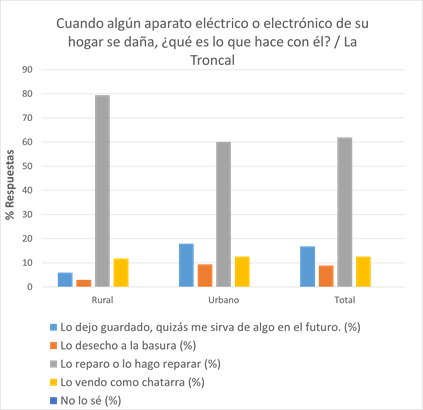 Cuando algún aparato eléctrico o electrónico de su
hogar se daña, ¿qué es lo que hace con él? / La
Troncal
90
80
70
60
50
40
30
20
10
0
% Respuestas
Rural
Urbano
Total
Lo dejo guardado, quizás me sirva de algo en el futuro. (%)
Lo desecho a la basura (%)
Lo reparo o lo hago reparar (%)
Lo vendo como chatarra (%)
No lo sé (%)